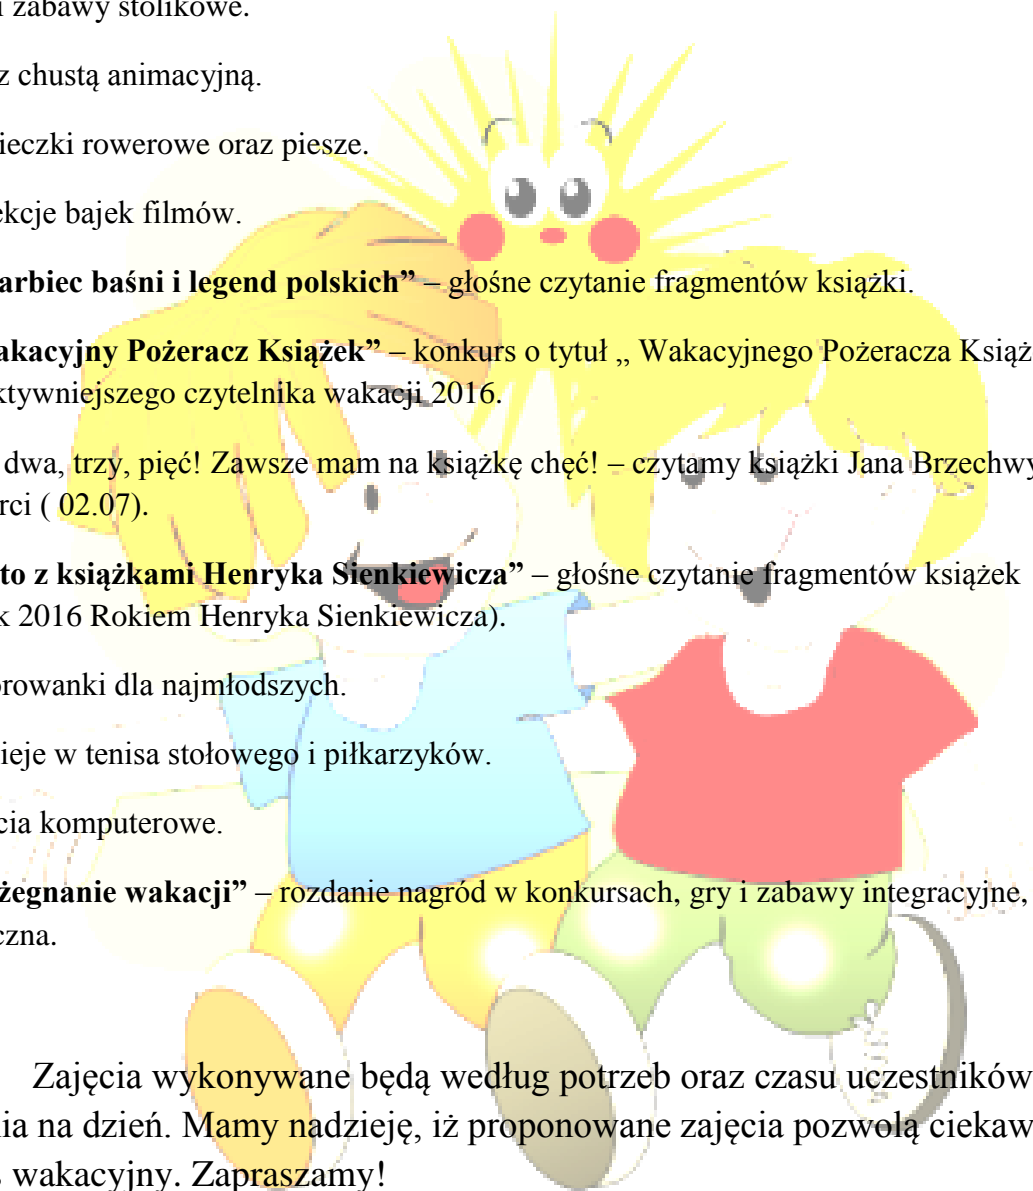 i zabawy stolikowe.
z chustą animacyjną.
ieczki rowerowe oraz piesze.
ekcje bajek filmów.
arbiec baśni i legend polskich” – głośne czytanie fragmentów książki.
akacyjny Pożeracz Książek” – konkurs o tytuł ,, Wakacyjnego Pożeracza Książ
ktywniejszego czytelnika wakacji 2016.
dwa, trzy, pięć! Zawsze mam na książkę chęć! – czytamy książki Jana Brzechwy
rci ( 02.07).
to z książkami Henryka Sienkiewicza” – głośne czytanie fragmentów książek
k 2016 Rokiem Henryka Sienkiewicza).
orowanki dla najmłodszych.
ieje w tenisa stołowego i piłkarzyków.
cia komputerowe.
żegnanie wakacji” – rozdanie nagród w konkursach, gry i zabawy integracyjne,
czna.
Zajęcia wykonywane będą według potrzeb oraz czasu uczestników
nia na dzień. Mamy nadzieję, iż proponowane zajęcia pozwolą ciekaw
s wakacyjny. Zapraszamy!